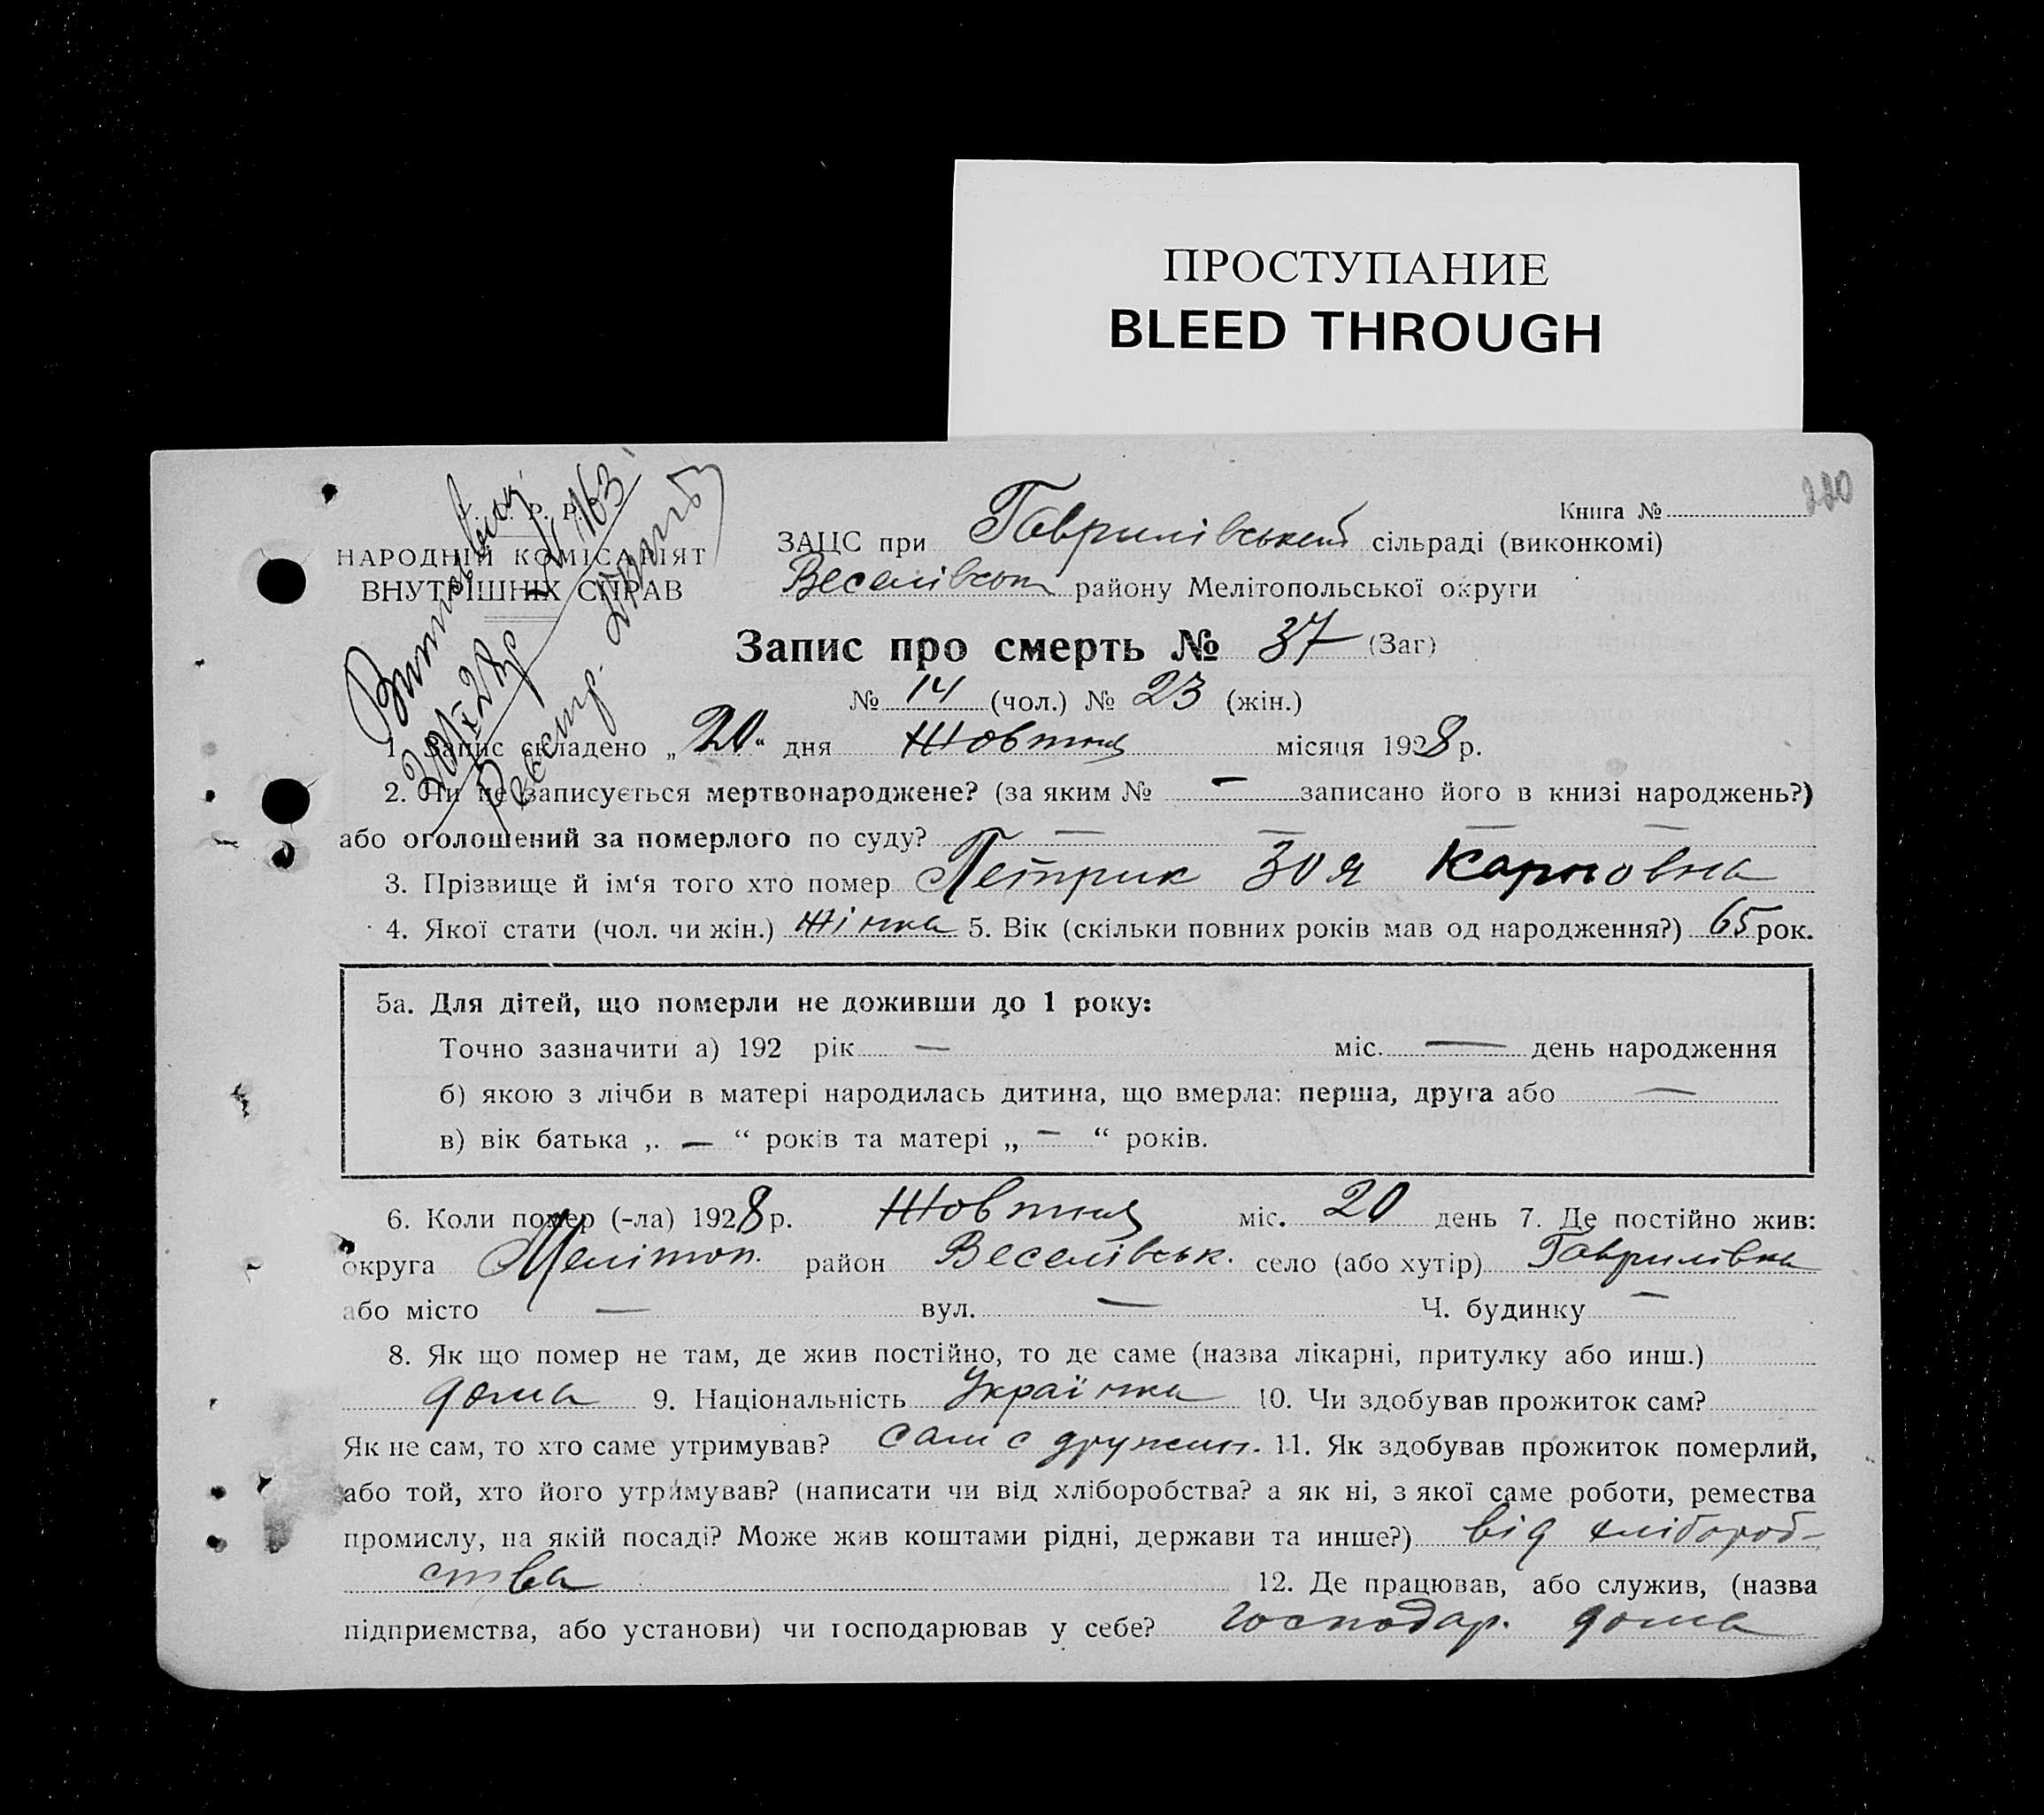 ПРОСТУПАНИЕ
BLEED THROUGH
220
Книга №
У. С. Р. Р.
НАРОДНІЙ КОМІСАРІЯТ
ВНУТРІШНІХ СПРАВ
№ 163
20/X 28 р
ЗАЦС при Гаврилівській сільраді (виконкомі)
Веселівськ району Мелітопольської округи
Запис про смерть № 37 (Заг)
№ 14 (чол.) № 23 (жін.)
1. Запис складено „20“ дня Жовтня місяця 1928 р.
2. Чи не записується мертвонароджене? (за яким № — записано його в книзі народжень?)
або оголошений за померлого по суду? — — — —
3. Прізвище й ім‘я того хто помер Петрик Зоя Карповна
4. Якої стати (чол. чи жін.) Жінка 5. Вік (скільки повних років мав од народження?) 65 рок.
5а. Для дітей, що померли не доживши до 1 року:
Точно зазначити а) 192 рік — міс. — день народження
б) якою з лічби в матері народилась дитина, що вмерла: перша, друга або —
в) вік батька „ — “ років та матері „ — “ років.
6. Коли помер (-ла) 1928 р. Жовтня міс. 20 день 7. Де постійно жив:
округа Мелітоп. район Веселівськ. село (або хутір) Гаврилівка
або місто — вул. — Ч. будинку —
8. Як що помер не там, де жив постійно, то де саме (назва лікарні, притулку або инш.)
дома 9. Національність Українка 10. Чи здобував прожиток сам?
Як не сам, то хто саме утримував? сам с дружин. 11. Як здобував прожиток померлий,
або той, хто його утримував? (написати чи від хліборобства? а як ні, з якої саме роботи, ремества
промислу, на якій посаді? Може жив коштами рідні, держави та инше?) від хлібороб-
ства 12. Де працював, або служив, (назва
підприємства, або установи) чи господарював у себе? господар. дома